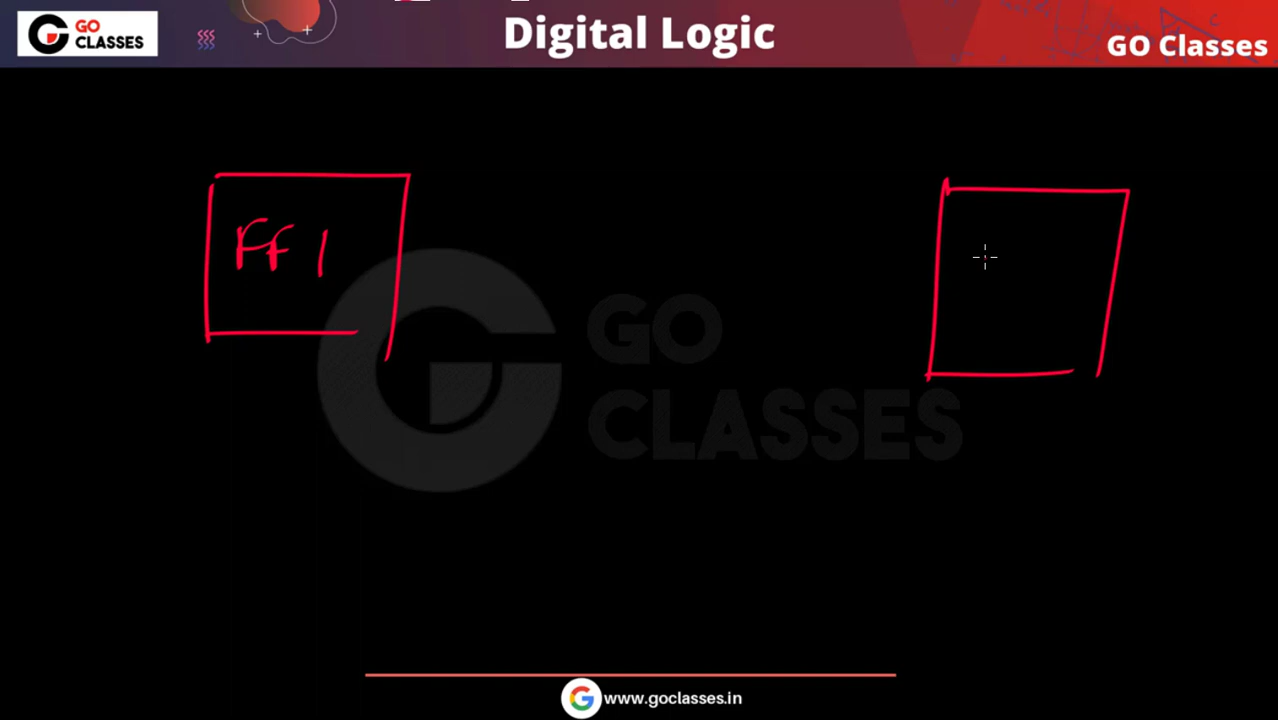 GO
CLASSES
Digital Logic
GO Classes
FF 1
GO
CLASSES
www.goclasses.in